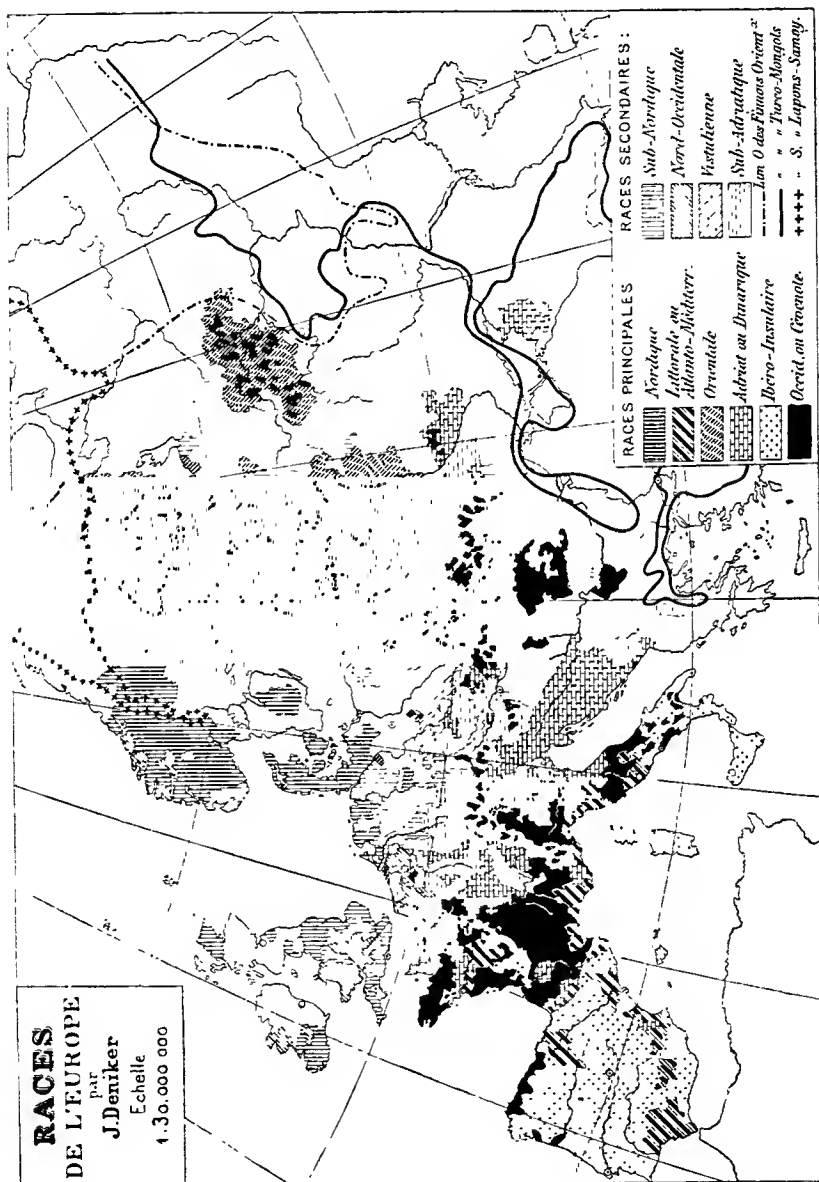 RACES
DE L'EUROPE
par
J. Deniker
Echelle
1.30.000 000
RACES PRINCIPALES
Nordique
Littorale ou
Atlanto-Méditerr.
Orientale
Adriat ou Dinarique
Ibéro-Insulaire
Occid. ou Cévenole.
RACES SECONDAIRES:
Sub-Nordique
Nord-Occidentale
Vistulienne
Sub-Adriatique
Lim O des Finnois Orient.ˣ
" " " Turco-Mongols
" S. " Lapons-Samoy.